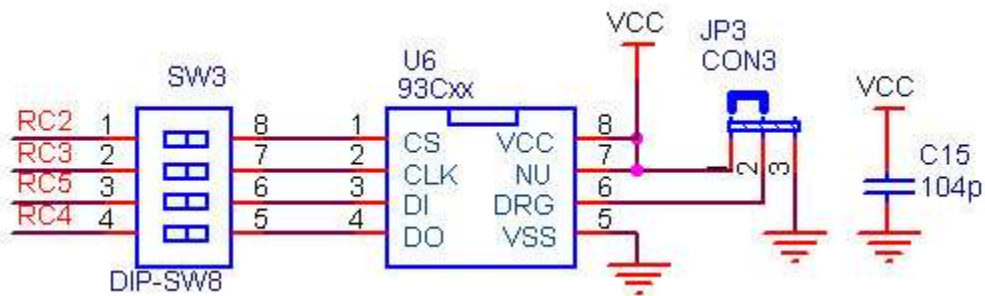 VCC
JP3
CON3
U6
93Cxx
SW3
VCC
RC2 1 8 1 CS VCC 8
RC3 2 7 2 CLK NU 7
RC5 3 6 3 DI DRG 6
RC4 4 5 4 DO VSS 5
1 2 3
C15
104p
DIP-SW8